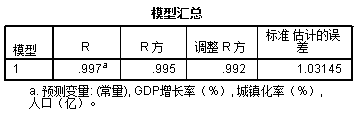 模型汇总
模型 R R 方 调整 R 方 标准 估计的误差
1 .997a .995 .992 1.03145
a. 预测变量: (常量), GDP增长率（%）, 城镇化率（%）,
人口（亿）。